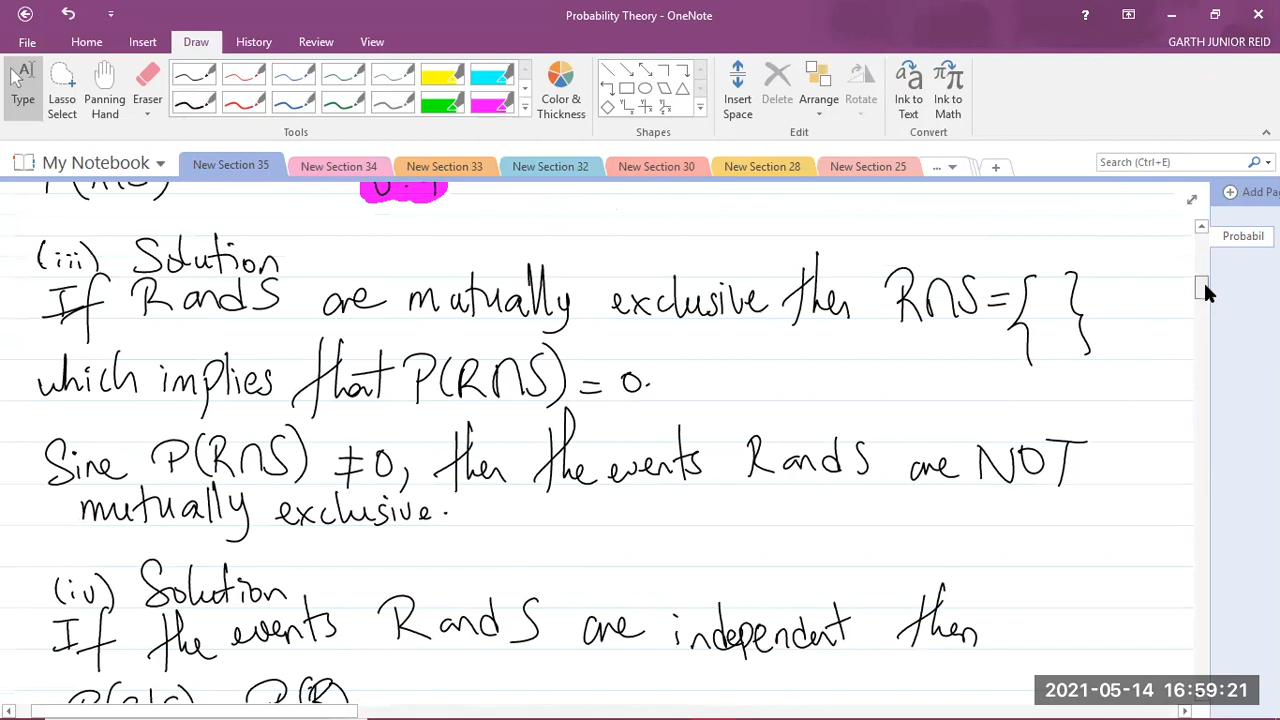 Probability Theory - OneNote
GARTH JUNIOR REID
File Home Insert Draw History Review View
Type
Lasso Select
Panning Hand
Eraser
Color & Thickness
Insert Space
Delete
Arrange
Rotate
Ink to Text
Ink to Math
Tools
Shapes
Edit
Convert
My Notebook
New Section 35
New Section 34
New Section 33
New Section 32
New Section 30
New Section 28
New Section 25
Search (Ctrl+E)
Add Pa
Probabil
(iii) Solution
If R and S are mutually exclusive then R∩S={ }
which implies that P(R∩S) = 0.
Sine P(R∩S) ≠0, then the events R and S are NOT
mutually exclusive.
(iv) Solution
If the events R and S are independent then
2021-05-14 16:59:21